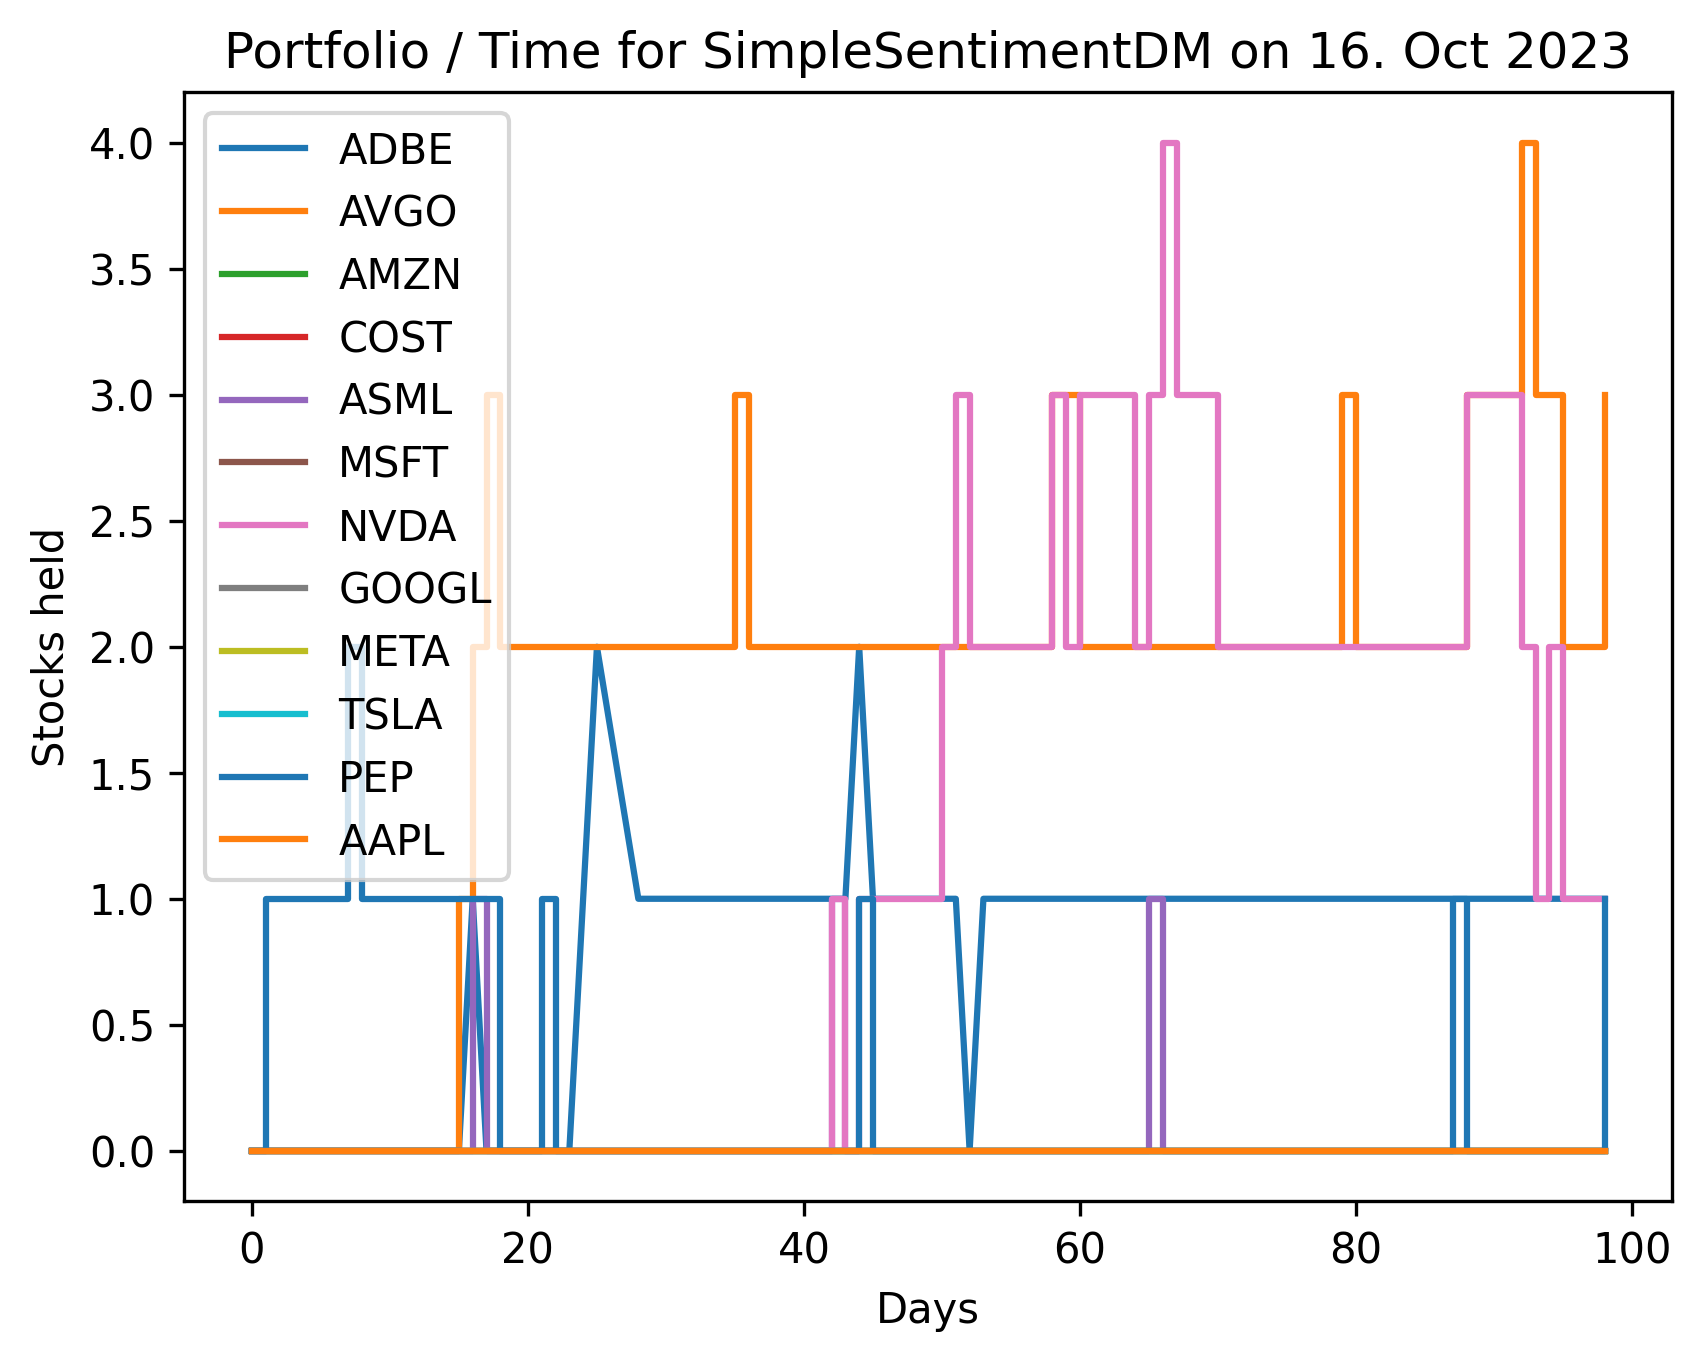 Portfolio / Time for SimpleSentimentDM on 16. Oct 2023
4.0
3.5
3.0
2.5
2.0
1.5
1.0
0.5
0.0
Stocks held
ADBE
AVGO
AMZN
COST
ASML
MSFT
NVDA
GOOGL
META
TSLA
PEP
AAPL
0 20 40 60 80 100
Days